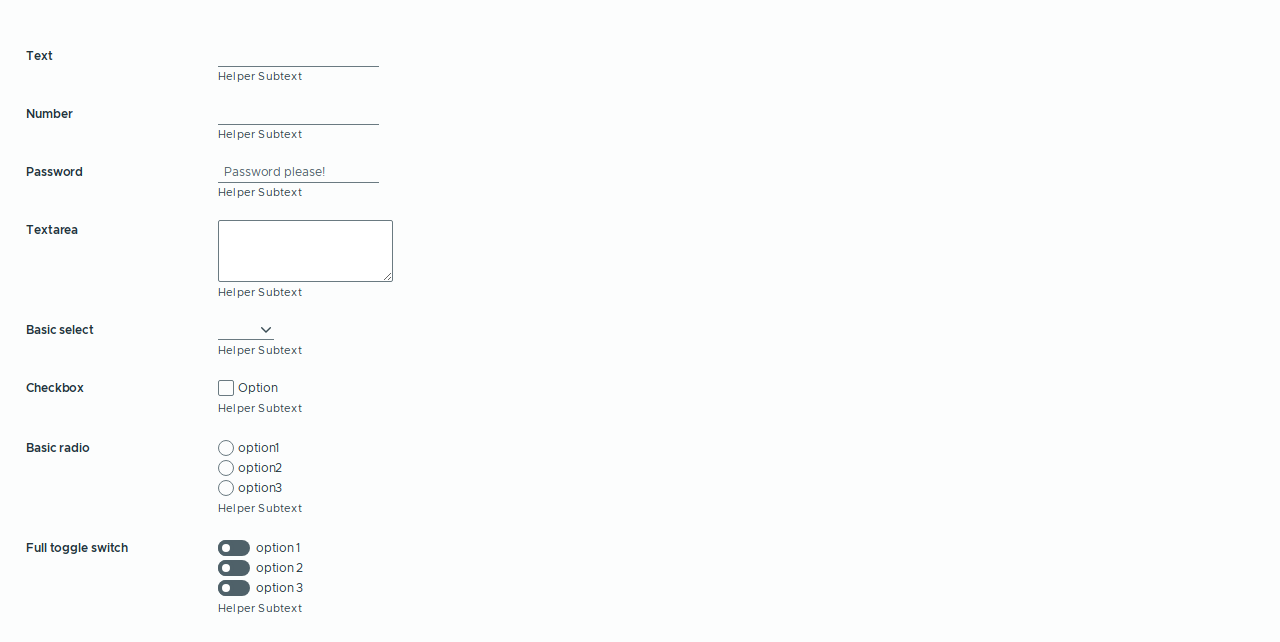 Text
Helper Subtext
Number
Helper Subtext
Password Password please!
Helper Subtext
Textarea
Helper Subtext
Basic select
Helper Subtext
Checkbox Option
Helper Subtext
Basic radio option1
option2
option3
Helper Subtext
Full toggle switch option 1
option 2
option 3
Helper Subtext